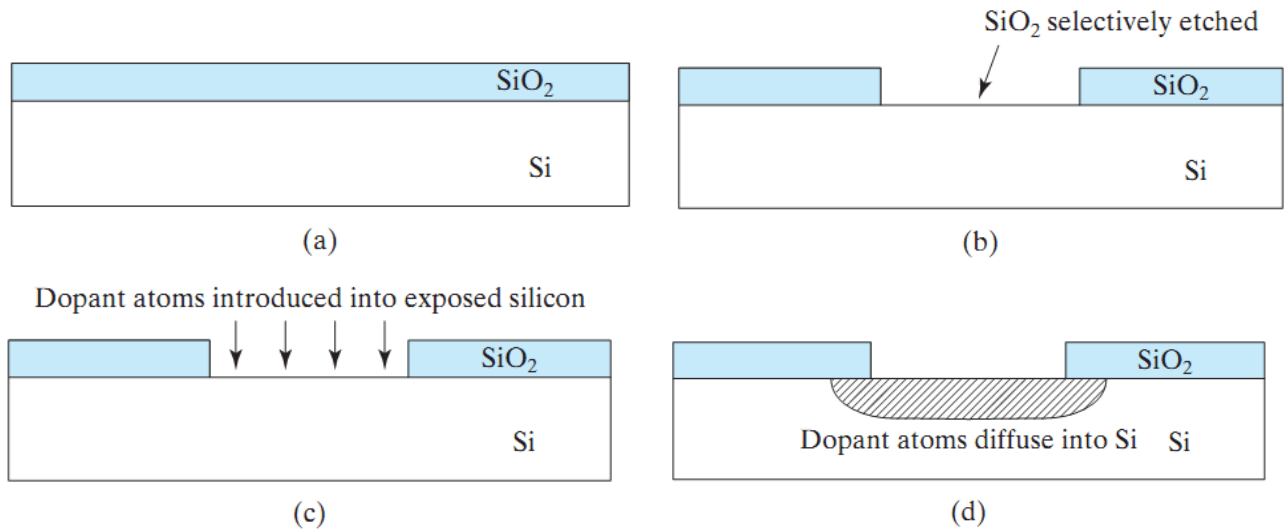 SiO₂
Si
(a)
SiO₂ selectively etched
SiO₂
Si
(b)
Dopant atoms introduced into exposed silicon
SiO₂
Si
(c)
SiO₂
Dopant atoms diffuse into Si Si
(d)